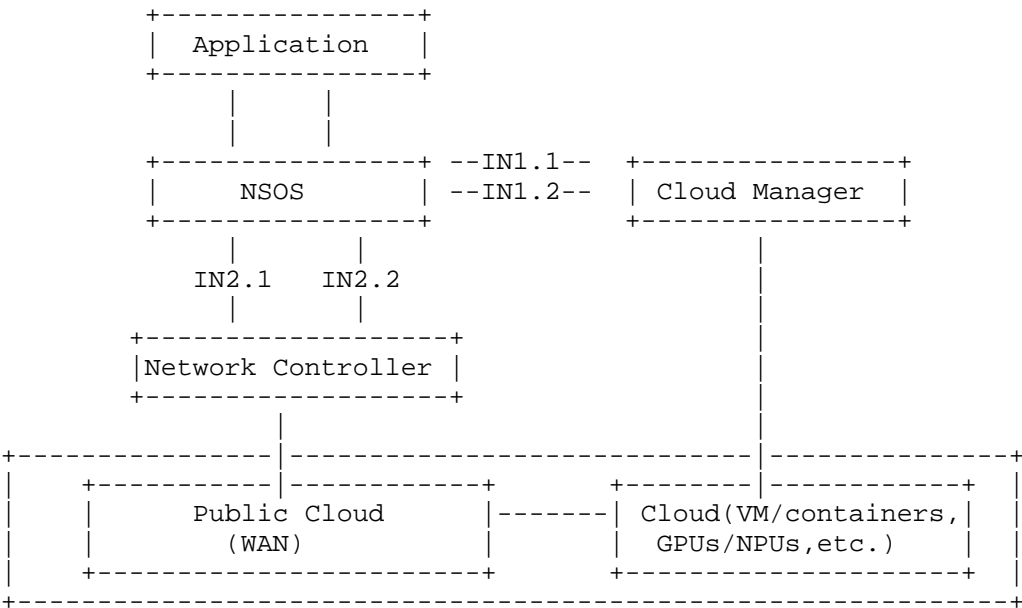 Application
NSOS --IN1.1--
--IN1.2-- Cloud Manager
IN2.1 IN2.2
Network Controller
Public Cloud Cloud(VM/containers,
(WAN) GPUs/NPUs,etc.)